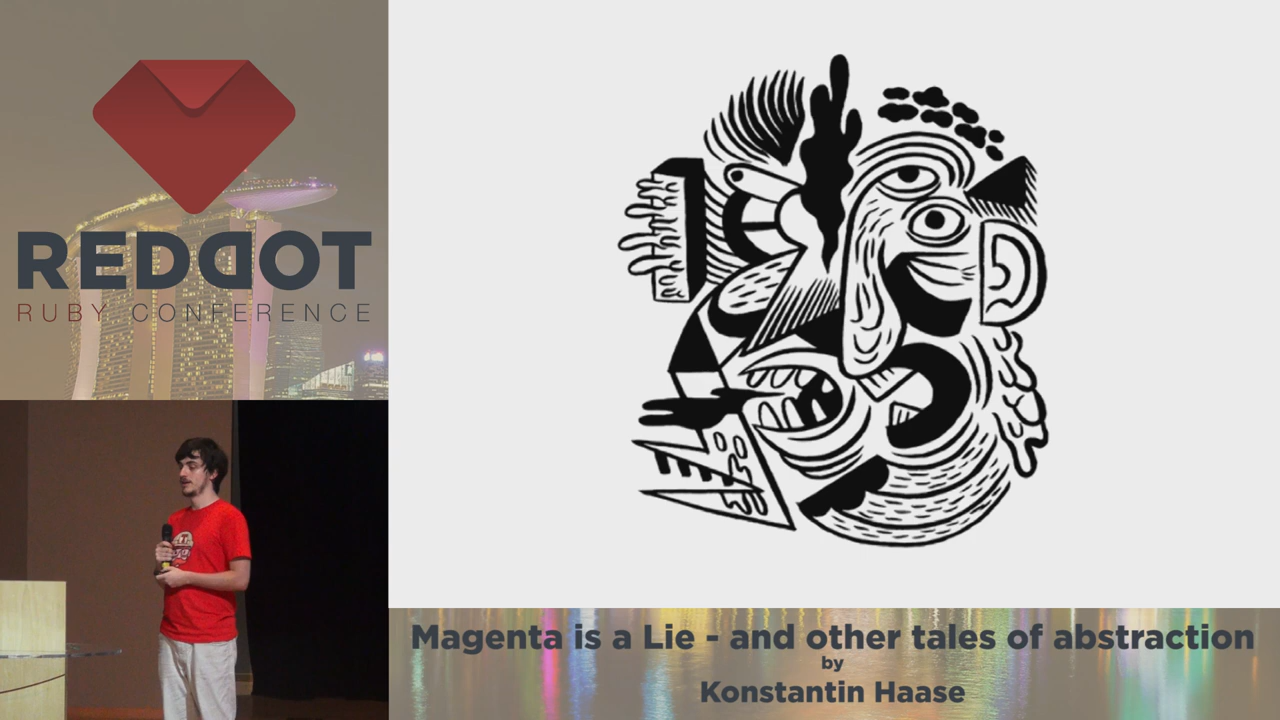 REDDOT
RUBY CONFERENCE
Magenta is a Lie - and other tales of abstraction
by
Konstantin Haase